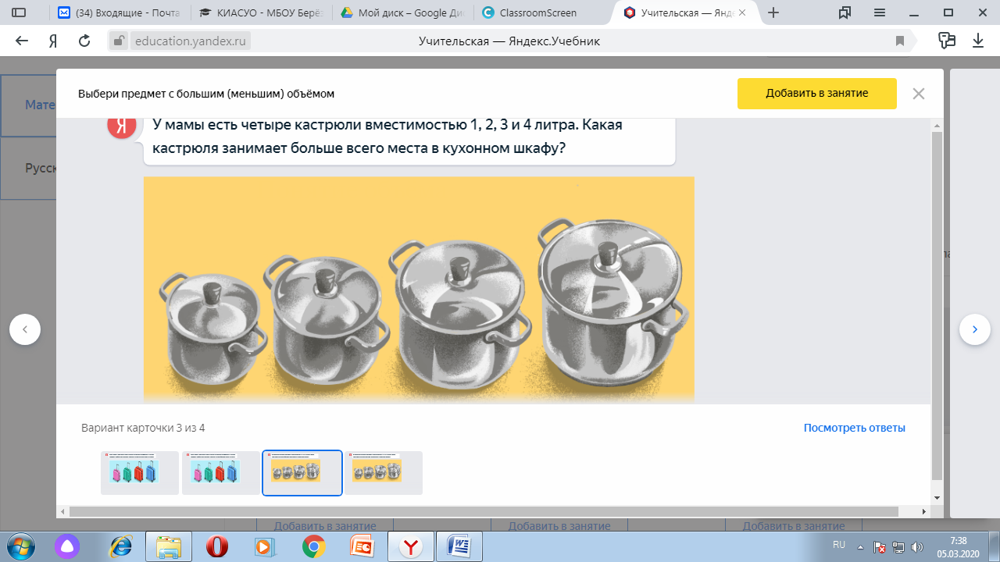 (34) Входящие - Почта
КИАСУО - МБОУ Берёз
Мой диск – Google Дис
ClassroomScreen
Учительская — Янде
Я
education.yandex.ru
Учительская — Яндекс.Учебник
Мате
Русск
Выбери предмет с большим (меньшим) объёмом
Добавить в занятие
Я
У мамы есть четыре кастрюли вместимостью 1, 2, 3 и 4 литра. Какая
кастрюля занимает больше всего места в кухонном шкафу?
Вариант карточки 3 из 4
Посмотреть ответы
Добавить в занятие
Добавить в занятие
Добавить в занятие
RU
7:38
05.03.2020